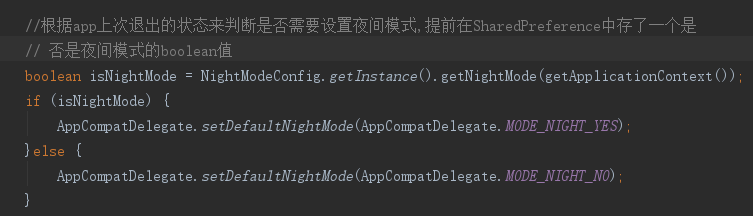 //根据app上次退出的状态来判断是否需要设置夜间模式,提前在SharedPreference中存了一个是
// 否是夜间模式的boolean值
boolean isNightMode = NightModeConfig.getInstance().getNightMode(getApplicationContext());
if (isNightMode) {
    AppCompatDelegate.setDefaultNightMode(AppCompatDelegate.MODE_NIGHT_YES);
}else {
    AppCompatDelegate.setDefaultNightMode(AppCompatDelegate.MODE_NIGHT_NO);
}